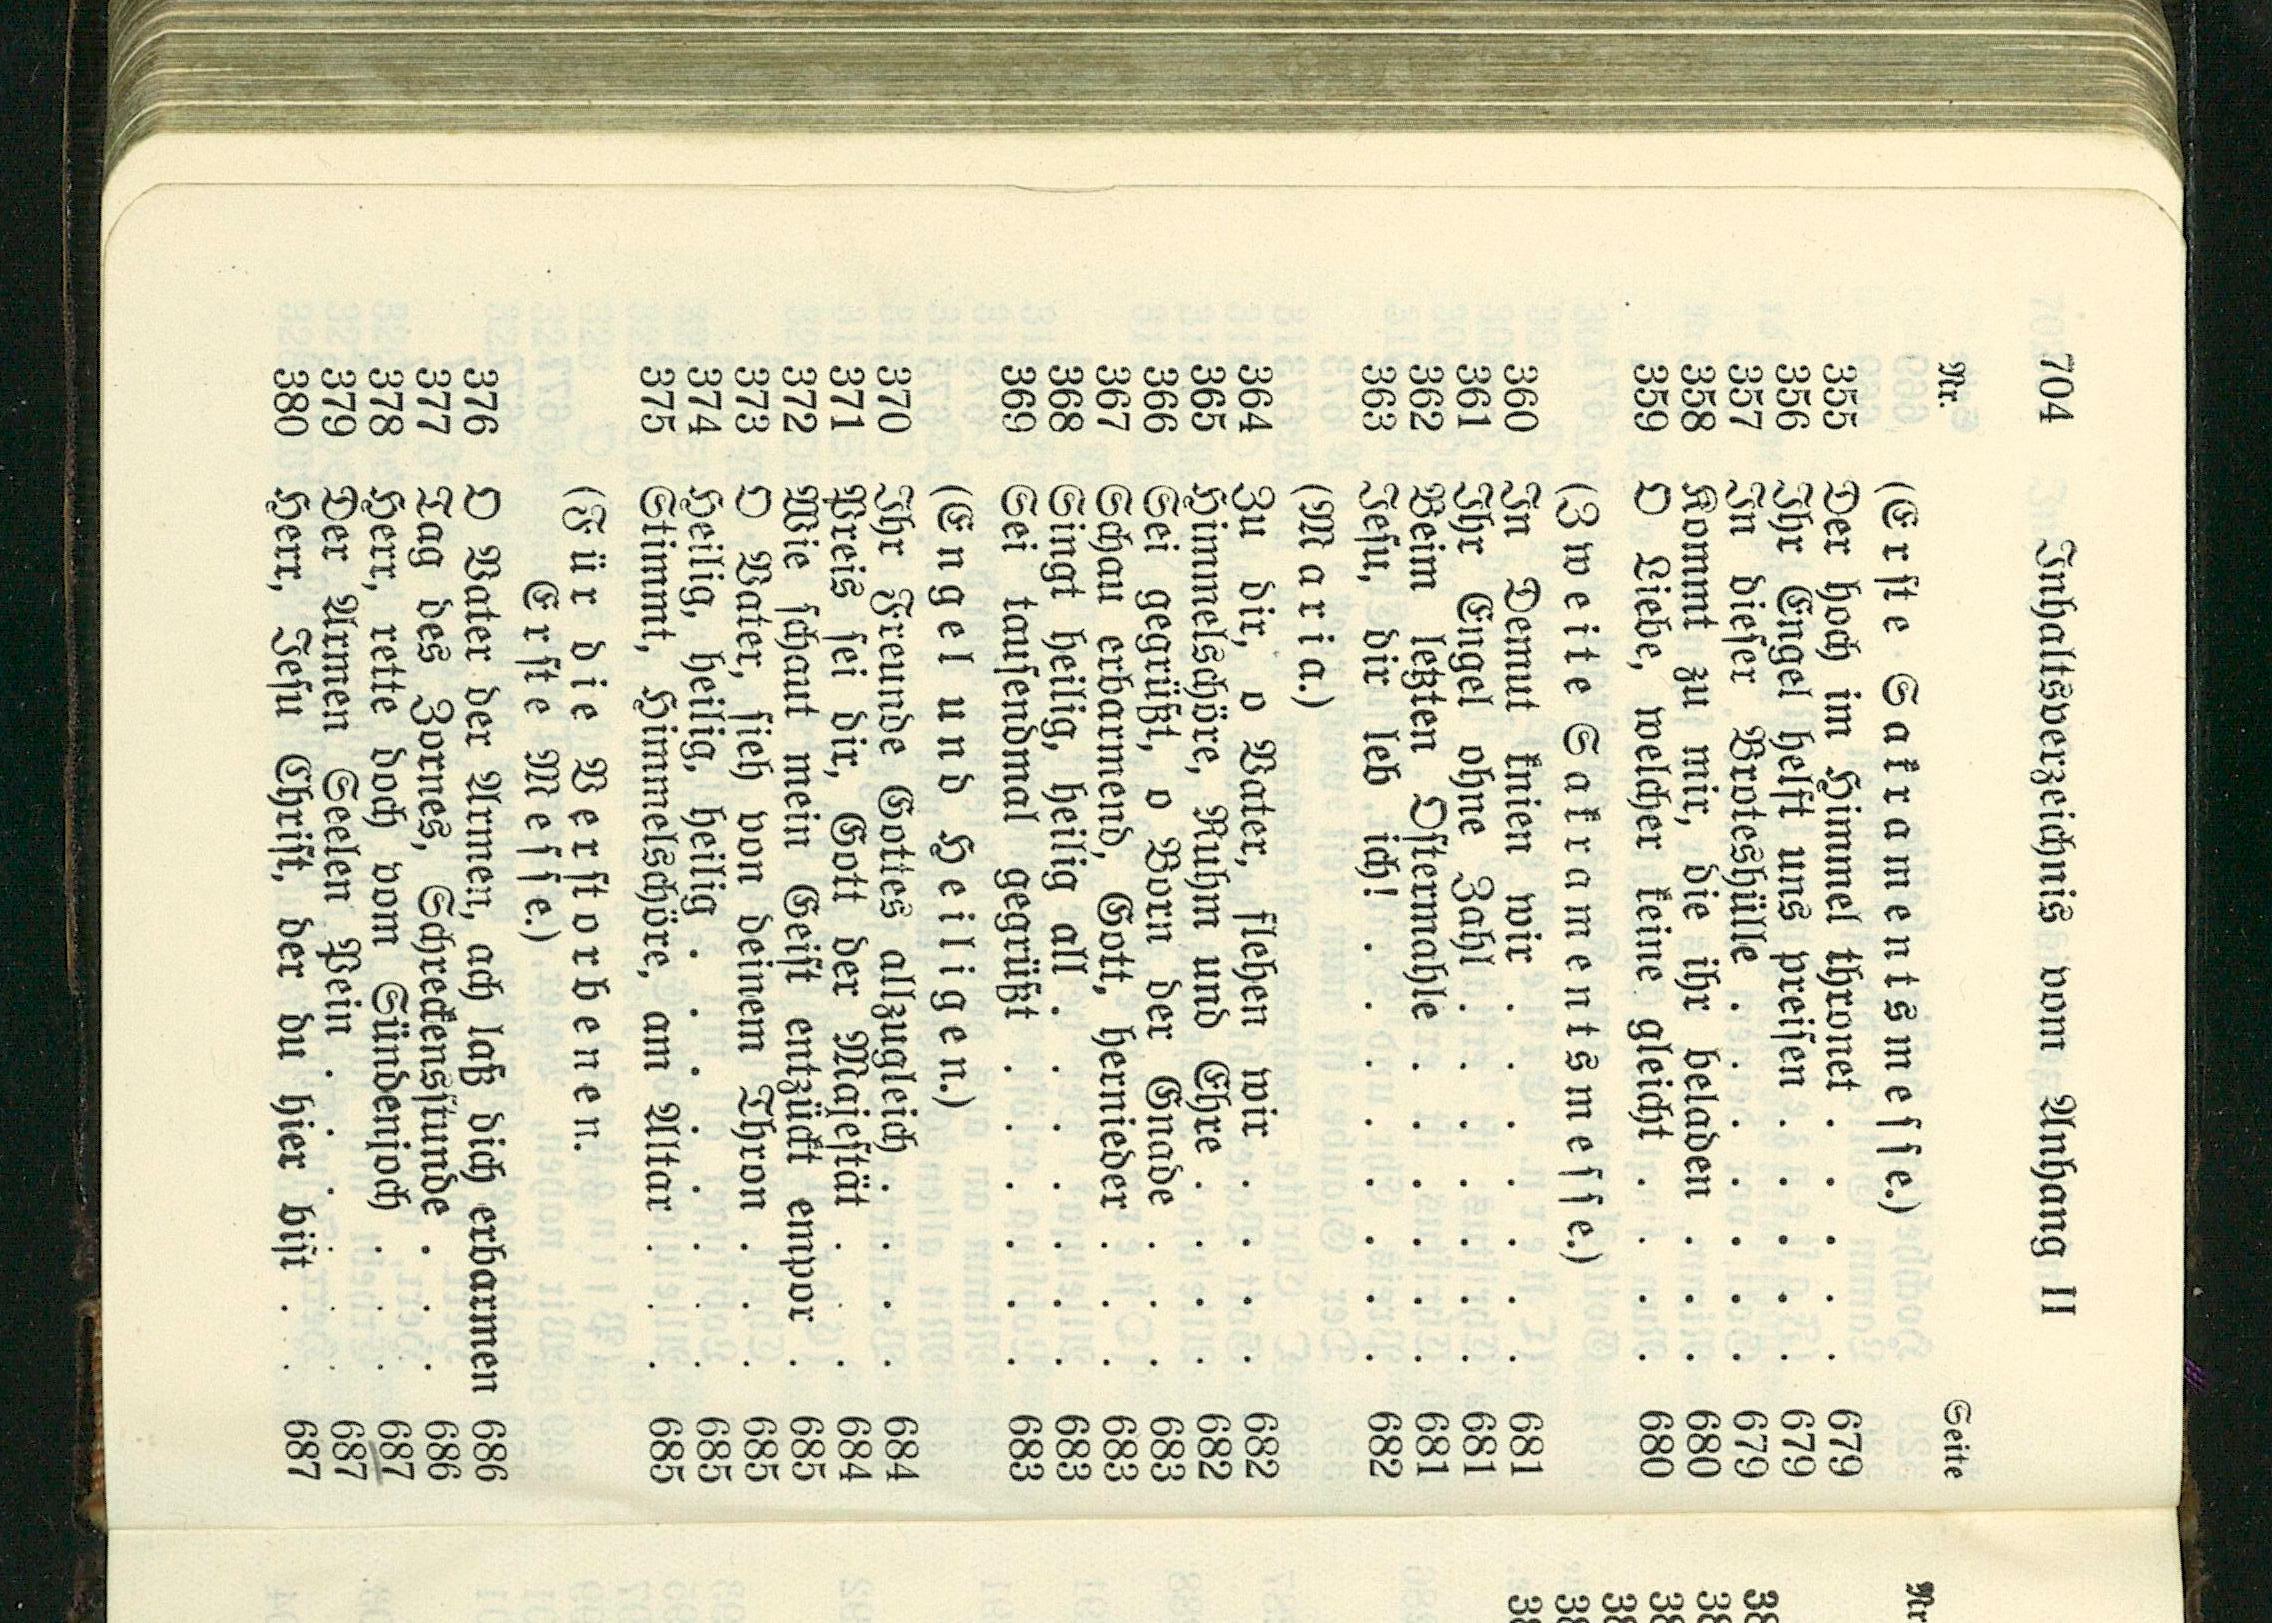 704 Inhaltsverzeichnis vom Anhang II
Nr. Seite
(Erste Sakramentsmesse.)
355 Der hoch im Himmel thronet . . . . . 679
356 Ihr Engel helft uns preisen . . . . . 679
357 In dieser Broteshülle . . . . . . 679
358 Kommt zu mir, die ihr beladen . . . 680
359 O Liebe, welcher keine gleicht . . . . 680
(Zweite Sakramentsmesse.)
360 In Demut knien wir . . . . . . . 681
361 Ihr Engel ohne Zahl . . . . . . . 681
362 Beim letzten Ostermahle . . . . . . 681
363 Jesu, dir leb ich! . . . . . . . . 682
(Maria.)
364 Zu dir, o Vater, flehen wir . . . . 682
365 Himmelschöre, Ruhm und Ehre . . . . 682
366 Sei gegrüßt, o Born der Gnade . . . 683
367 Schau erbarmend, Gott, hernieder . . . 683
368 Singt heilig, heilig all . . . . . . . 683
369 Sei tausendmal gegrüßt . . . . . . 683
(Engel und Heiligen.)
370 Ihr Freunde Gottes allzugleich . . . . 684
371 Preis sei dir, Gott der Majestät . . . 684
372 Wie schaut mein Geist entzückt empor . 685
373 O Vater, sieh von deinem Thron . . . 685
374 Heilig, heilig, heilig . . . . . . . . 685
375 Stimmt, Himmelschöre, am Altar . . . 685
(Für die Verstorbenen.
Erste Messe.)
376 O Vater der Armen, ach laß dich erbarmen 686
377 Tag des Zornes, Schreckensstunde . . . 686
378 Herr, rette doch vom Sündenjoch . . . 687
379 Der Armen Seelen Pein . . . . . . 687
380 Herr, Jesu Christ, der du hier bist . . 687
Nr